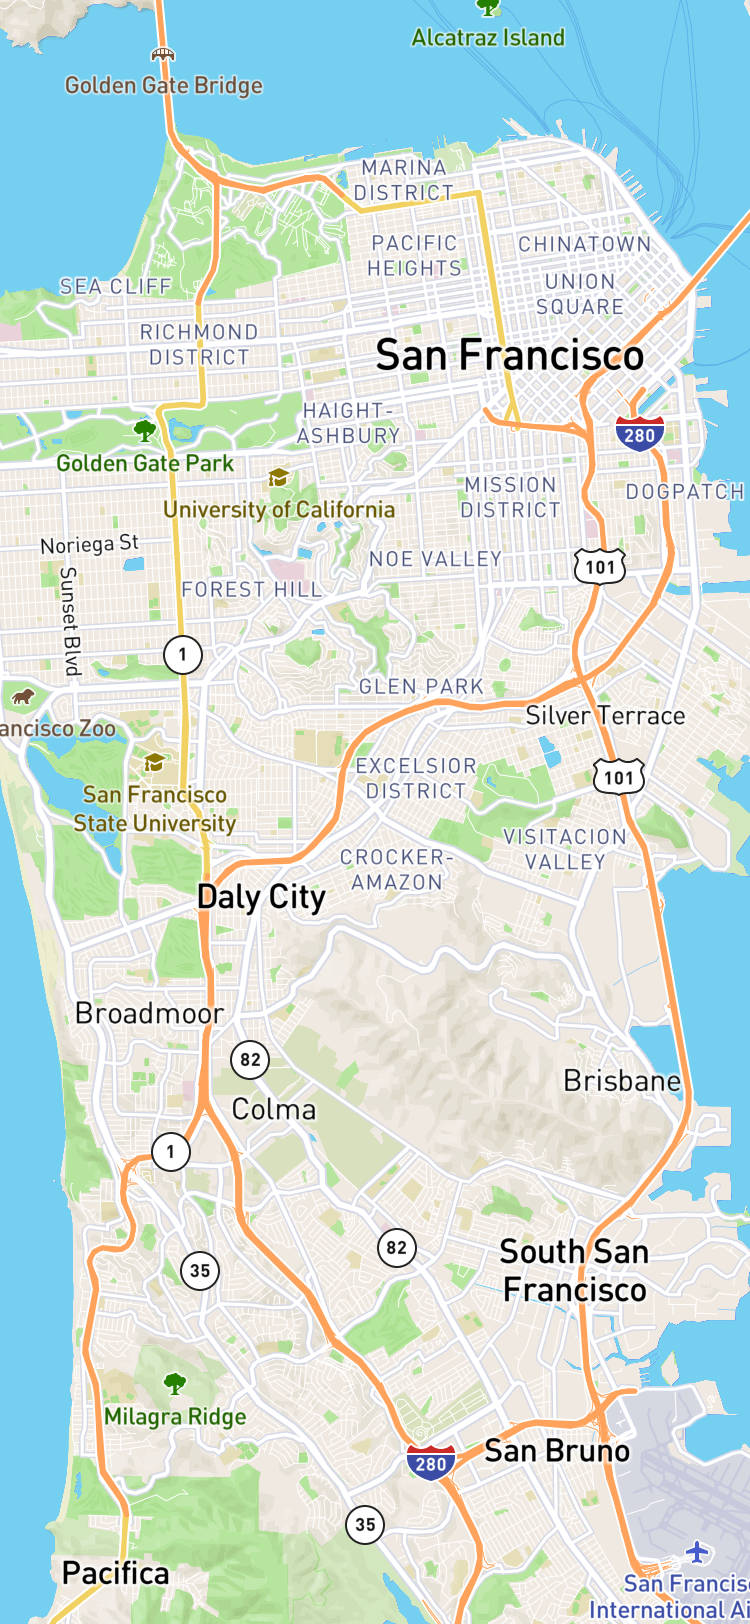 Alcatraz Island
Golden Gate Bridge
MARINA
DISTRICT
PACIFIC
HEIGHTS
CHINATOWN
SEA CLIFF
UNION
SQUARE
RICHMOND
DISTRICT
San Francisco
HAIGHT-
ASHBURY
280
Golden Gate Park
University of California
MISSION
DISTRICT
DOGPATCH
Noriega St
Sunset Blvd
NOE VALLEY
101
FOREST HILL
1
GLEN PARK
ancisco Zoo
Silver Terrace
San Francisco
State University
EXCELSIOR
DISTRICT
101
VISITACION
VALLEY
CROCKER-
AMAZON
Daly City
Broadmoor
82
Brisbane
Colma
1
82
South San
Francisco
35
Milagra Ridge
280
San Bruno
35
Pacifica
San Francisc
International Ai